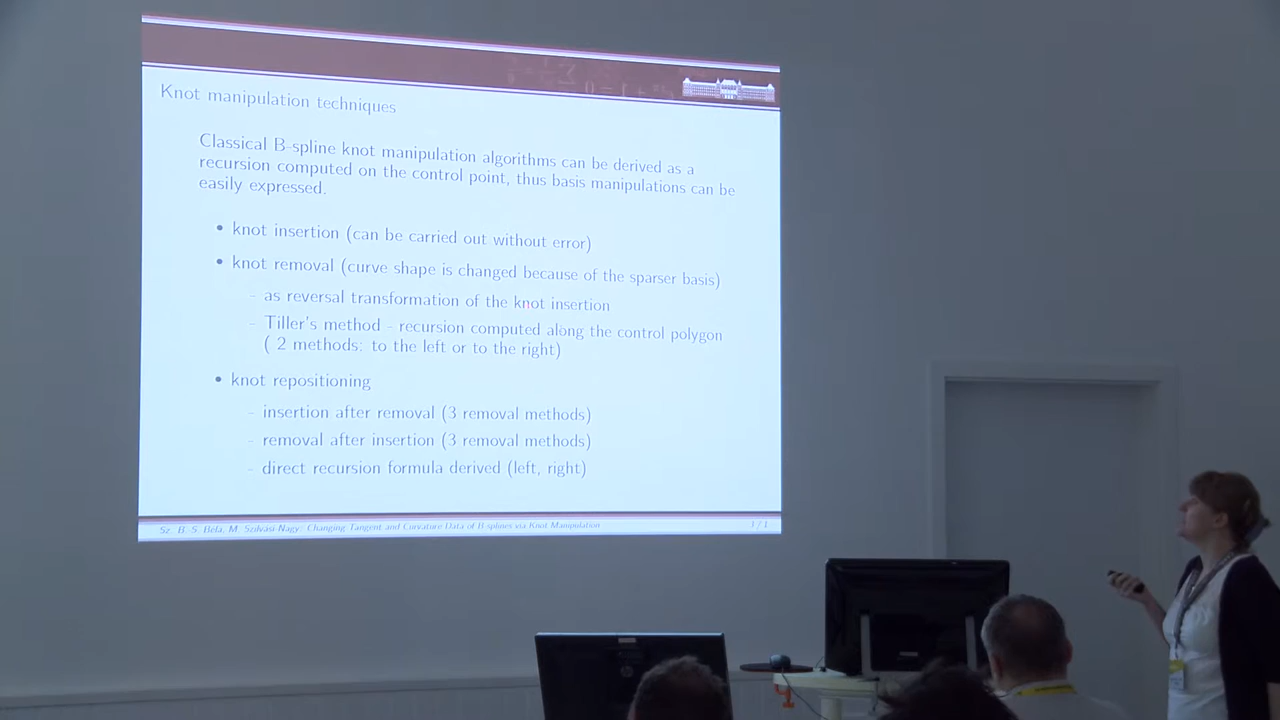 Knot manipulation techniques
Classical B-spline knot manipulation algorithms can be derived as a
recursion computed on the control point, thus basis manipulations can be
easily expressed.
• knot insertion (can be carried out without error)
• knot removal (curve shape is changed because of the sparser basis)
– as reversal transformation of the knot insertion
– Tiller's method - recursion computed along the control polygon
( 2 methods: to the left or to the right)
• knot repositioning
– insertion after removal (3 removal methods)
– removal after insertion (3 removal methods)
– direct recursion formula derived (left, right)
Sz. B. S. Béla, M. Szilvási-Nagy: Changing Tangent and Curvature Data of B-splines via Knot Manipulation